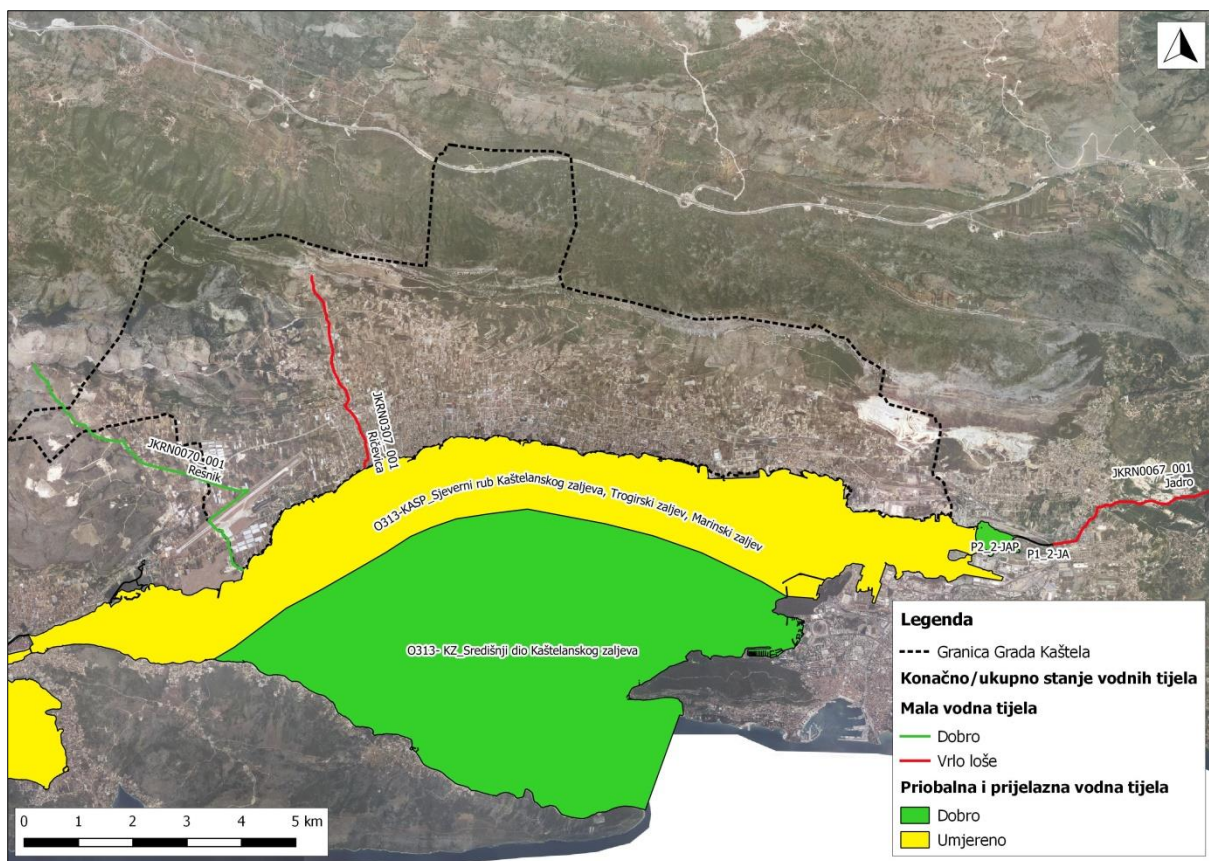 JKRN0307_001
Ričevica
JKRN0070_001
Rešnik
JKRN0067_001
Jadro
O313-KASP_Sjeverni rub Kaštelanskog zaljeva, Trogirski zaljev, Marinski zaljev
P2_2-JAP
P1_2-JA
O313- KZ_Središnji dio Kaštelanskog zaljeva
Legenda
Granica Grada Kaštela
Konačno/ukupno stanje vodnih tijela
Mala vodna tijela
Dobro
Vrlo loše
Priobalna i prijelazna vodna tijela
Dobro
Umjereno
0 1 2 3 4 5 km